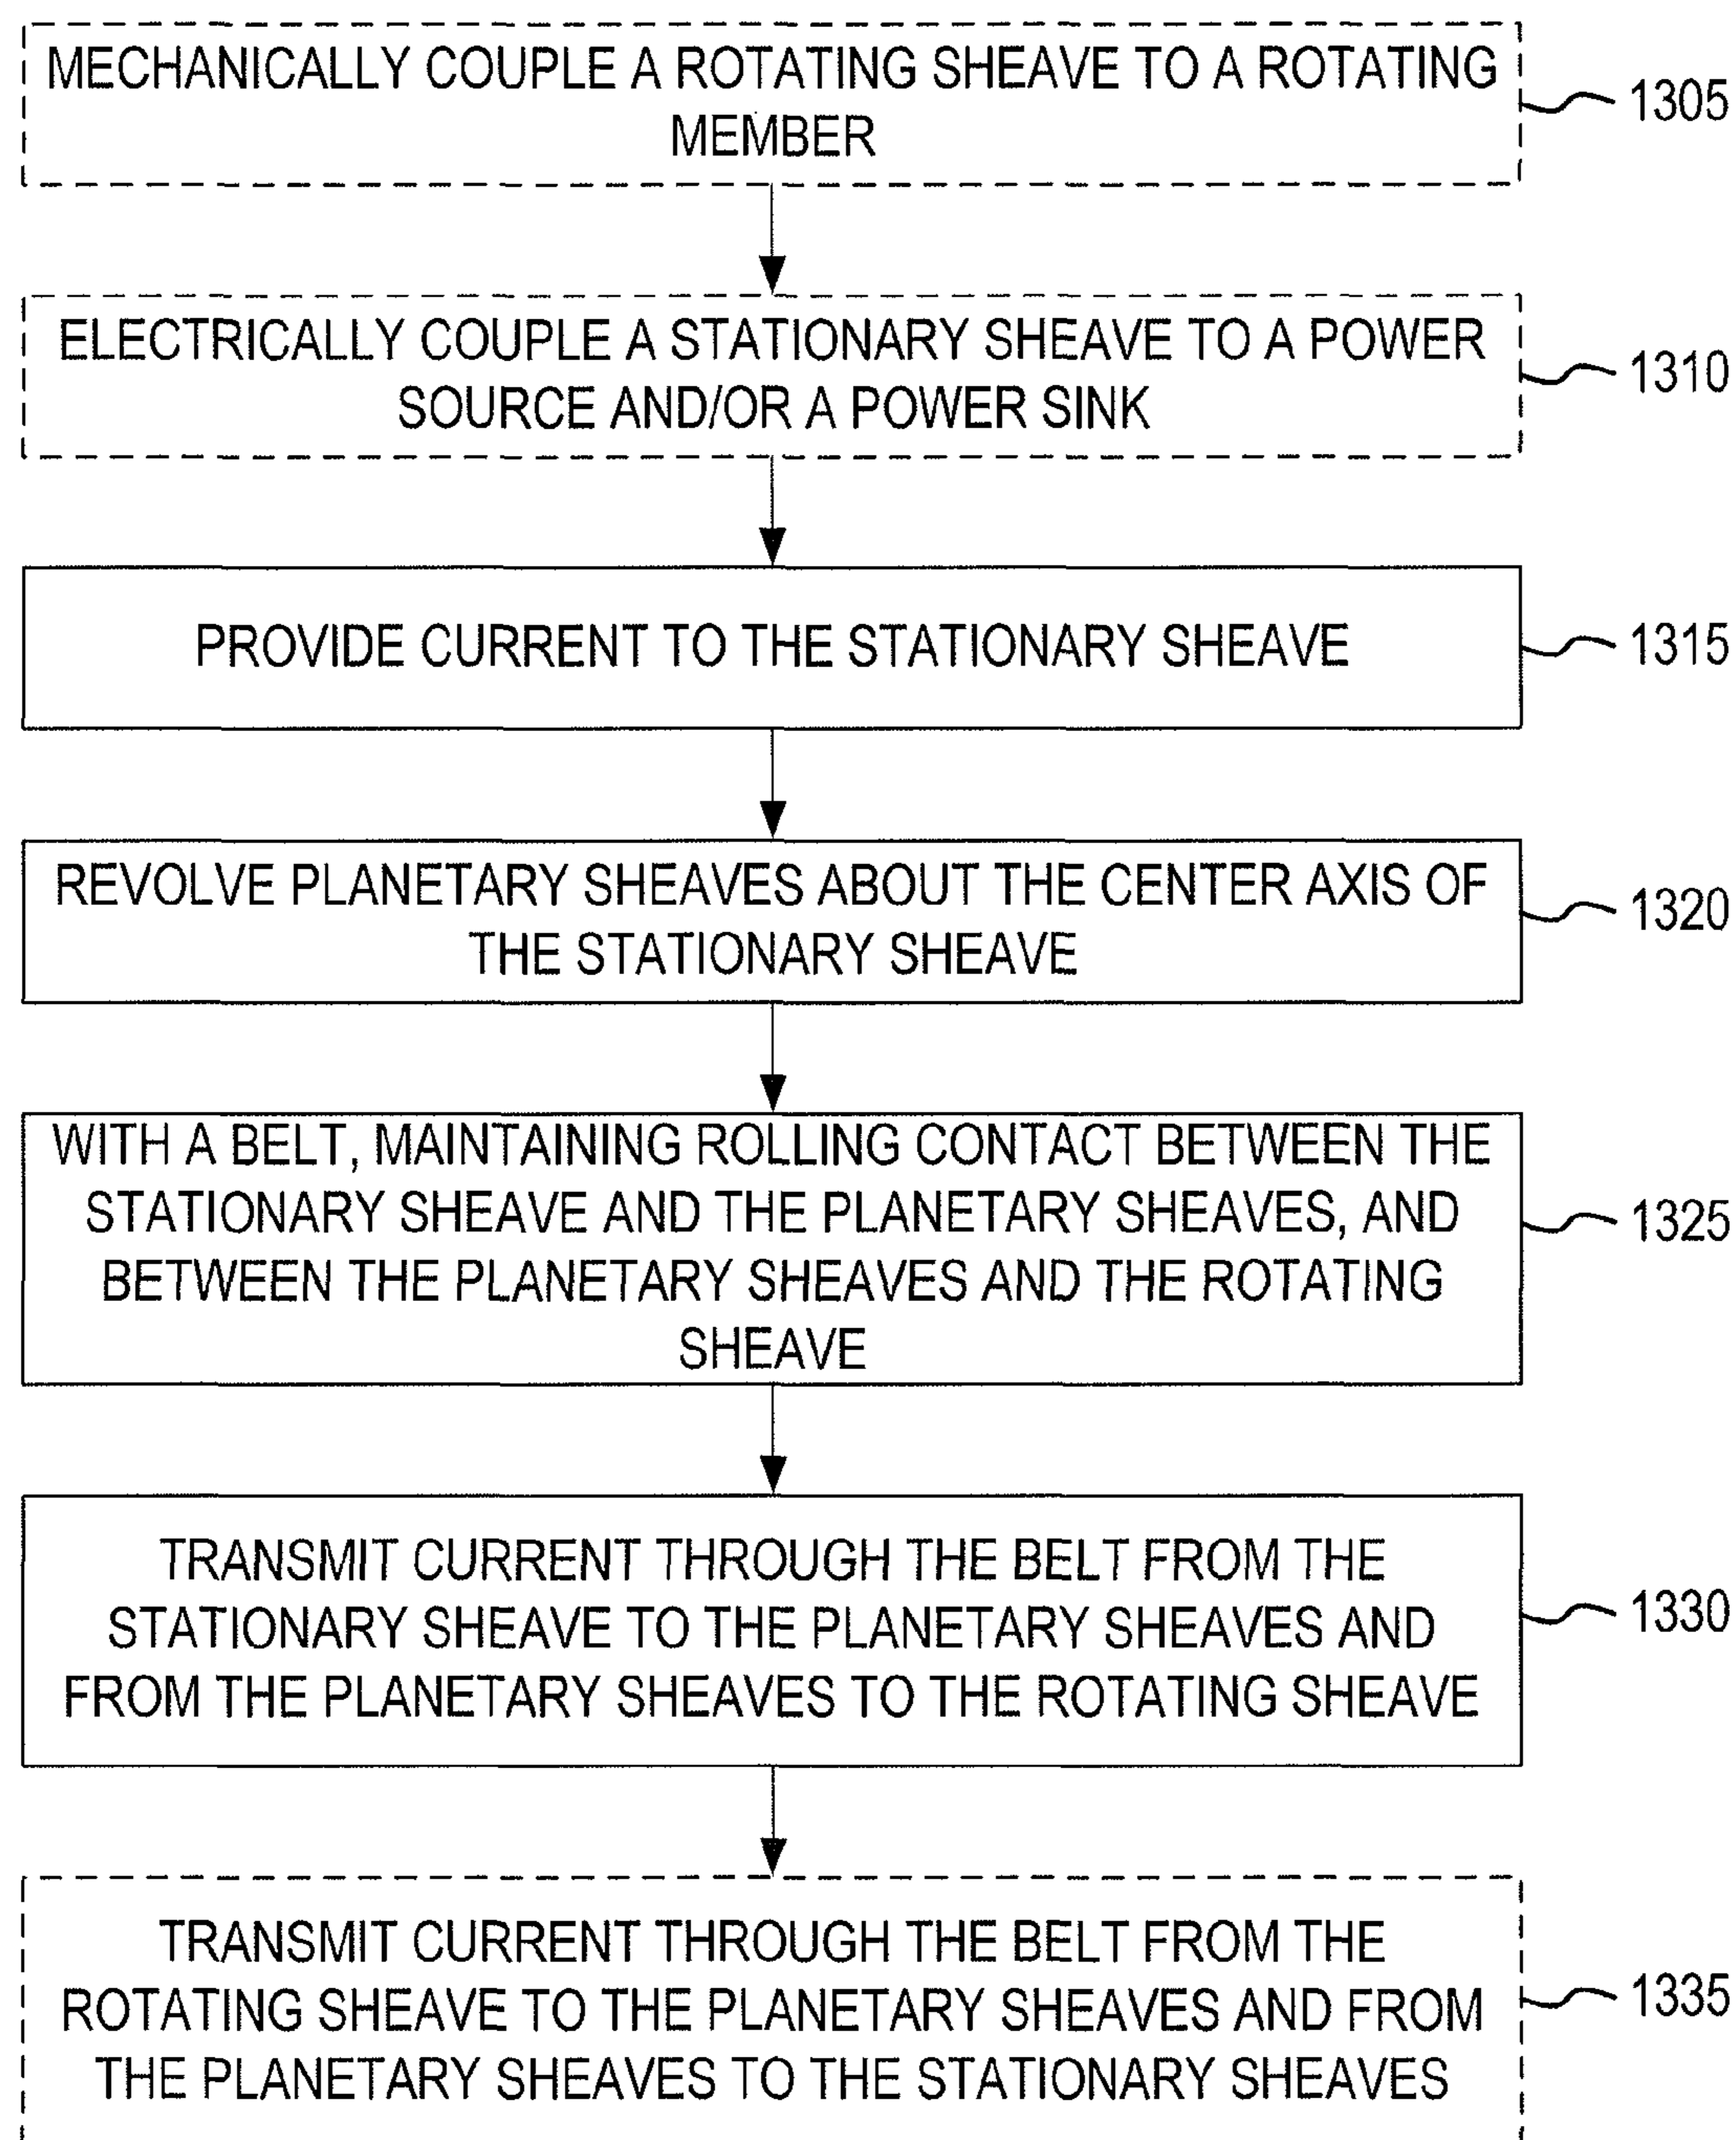 MECHANICALLY COUPLE A ROTATING SHEAVE TO A ROTATING
MEMBER
1305
ELECTRICALLY COUPLE A STATIONARY SHEAVE TO A POWER
SOURCE AND/OR A POWER SINK
1310
PROVIDE CURRENT TO THE STATIONARY SHEAVE
1315
REVOLVE PLANETARY SHEAVES ABOUT THE CENTER AXIS OF
THE STATIONARY SHEAVE
1320
WITH A BELT, MAINTAINING ROLLING CONTACT BETWEEN THE
STATIONARY SHEAVE AND THE PLANETARY SHEAVES, AND
BETWEEN THE PLANETARY SHEAVES AND THE ROTATING
SHEAVE
1325
TRANSMIT CURRENT THROUGH THE BELT FROM THE
STATIONARY SHEAVE TO THE PLANETARY SHEAVES AND
FROM THE PLANETARY SHEAVES TO THE ROTATING SHEAVE
1330
TRANSMIT CURRENT THROUGH THE BELT FROM THE
ROTATING SHEAVE TO THE PLANETARY SHEAVES AND FROM
THE PLANETARY SHEAVES TO THE STATIONARY SHEAVES
1335